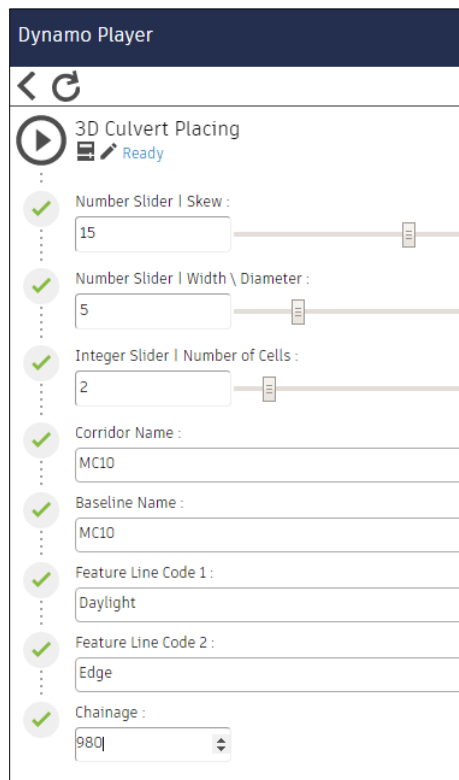 Dynamo Player
3D Culvert Placing
Ready
Number Slider | Skew :
15
Number Slider | Width \ Diameter :
5
Integer Slider | Number of Cells :
2
Corridor Name :
MC10
Baseline Name :
MC10
Feature Line Code 1 :
Daylight
Feature Line Code 2 :
Edge
Chainage :
980